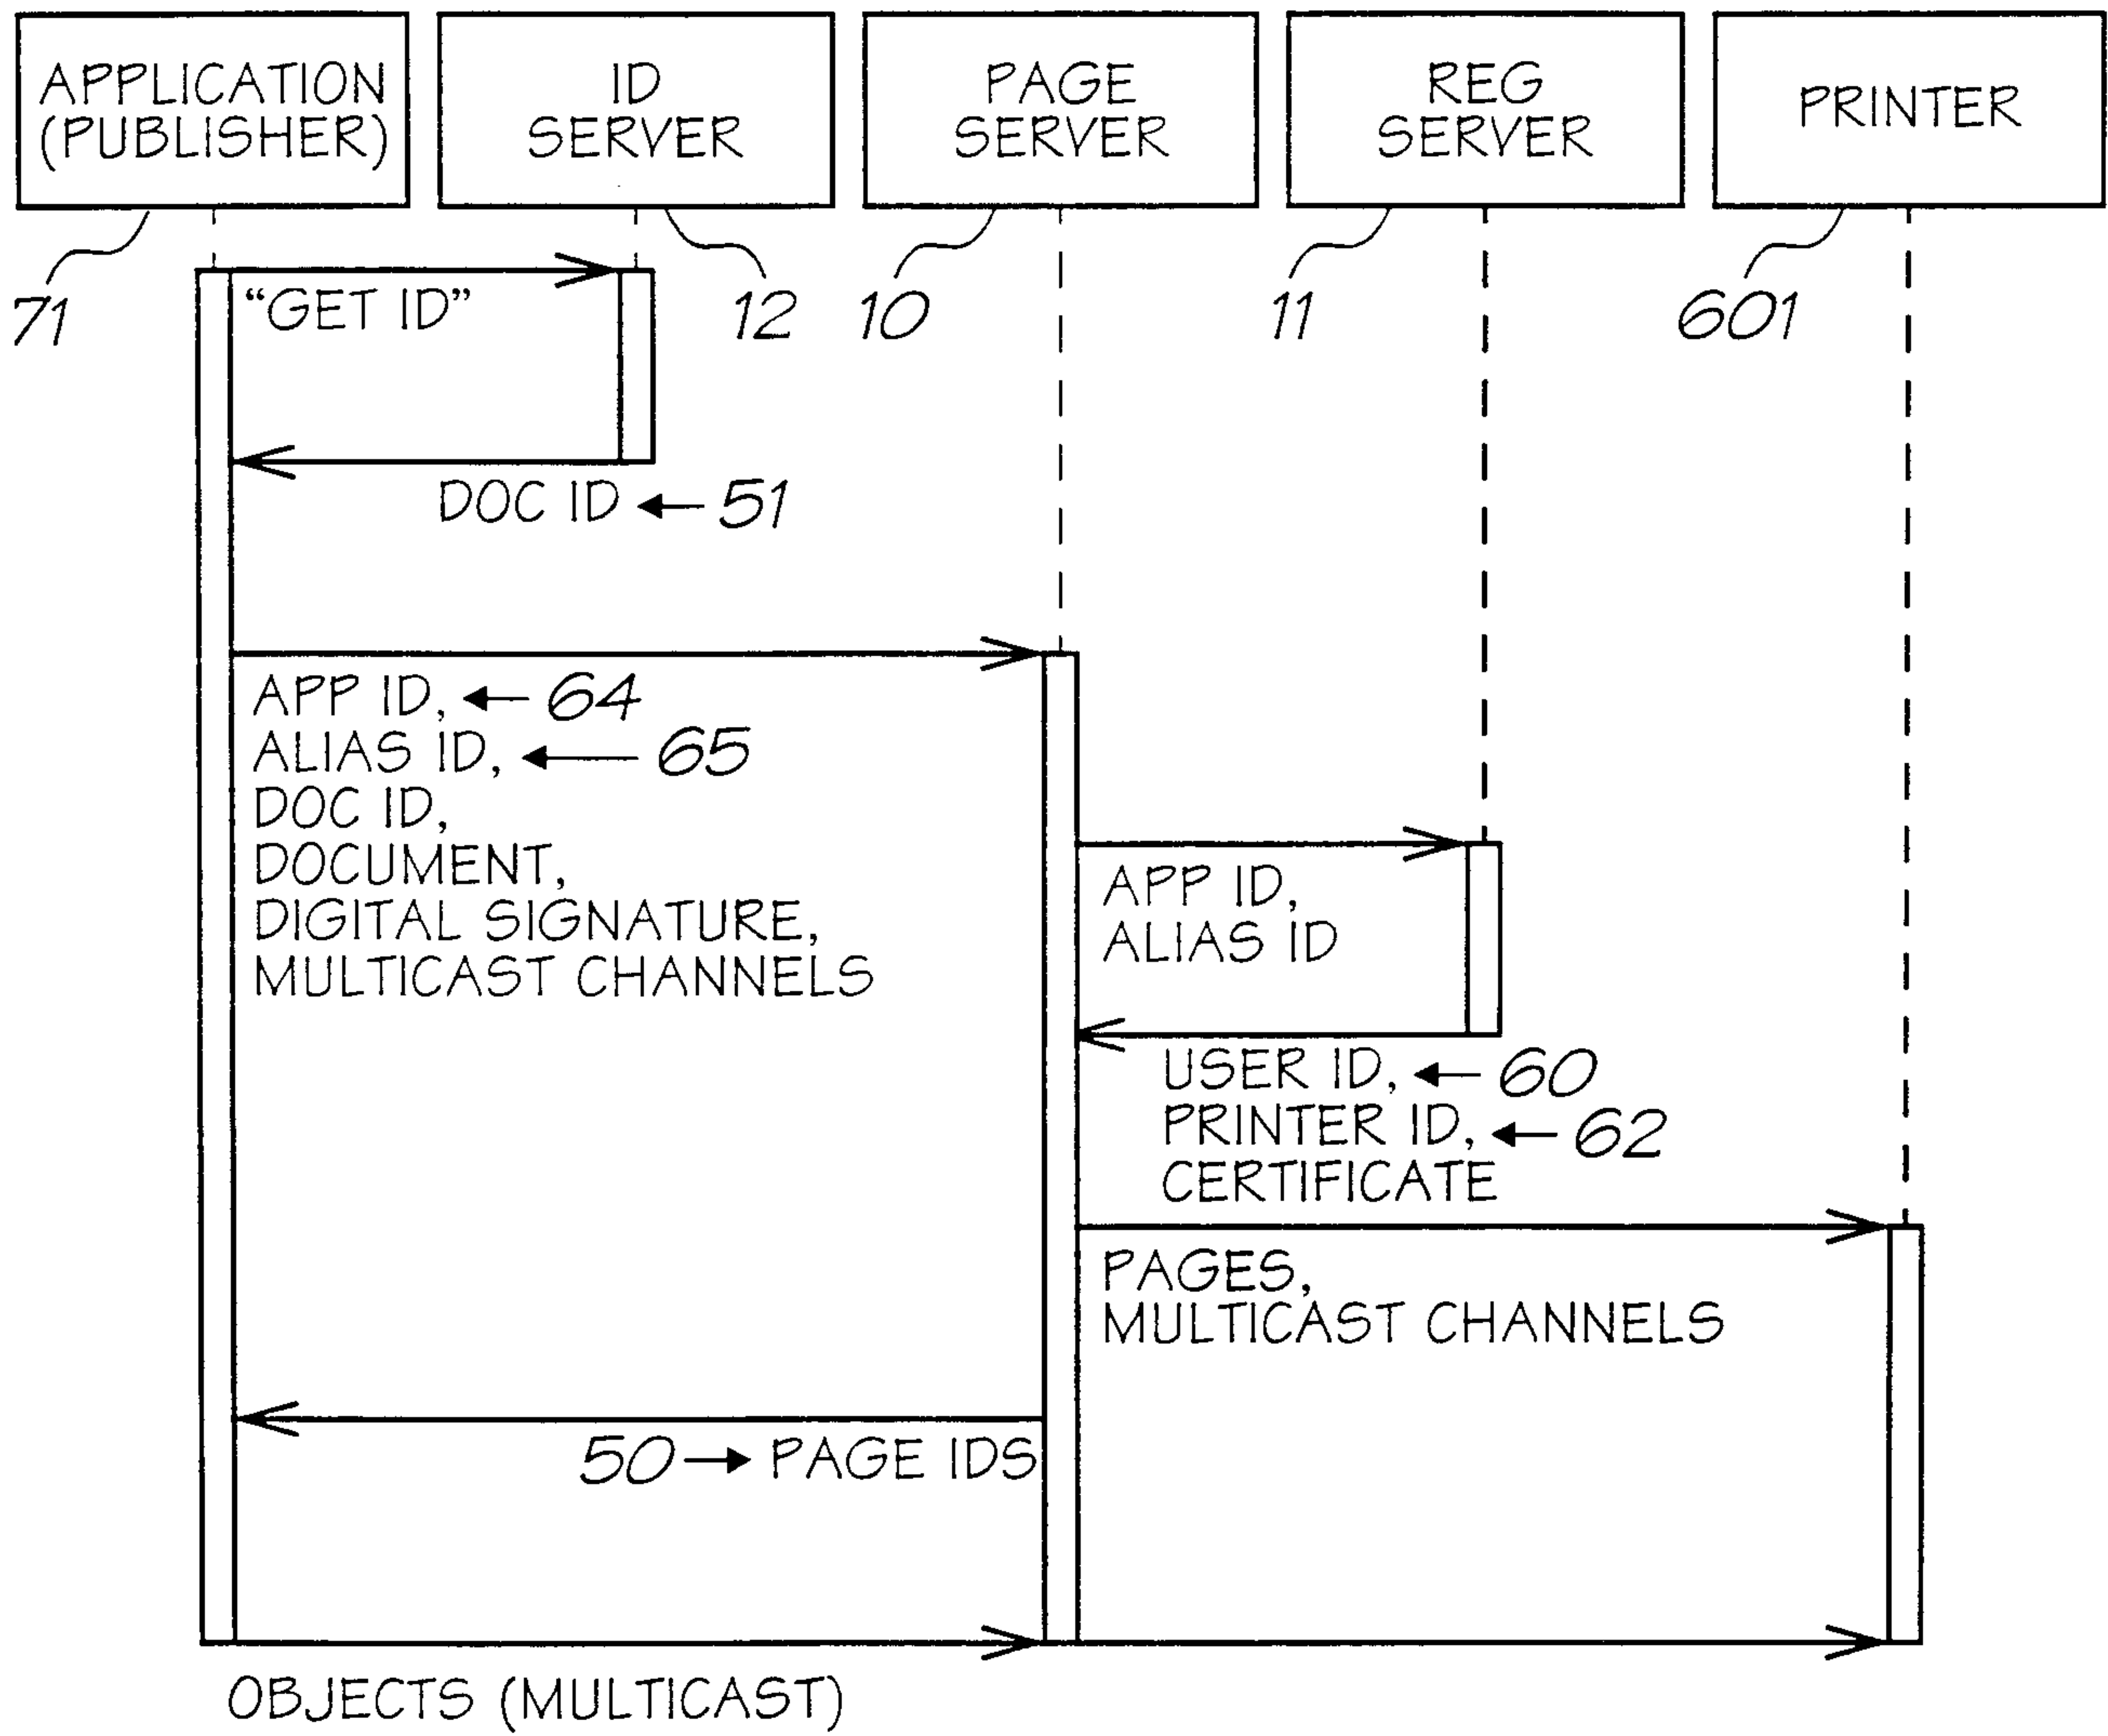 APPLICATION
(PUBLISHER)
ID
SERVER
PAGE
SERVER
REG
SERVER
PRINTER
71
12
10
11
601
“GET ID”
DOC ID 51
APP ID, 64
ALIAS ID, 65
DOC ID,
DOCUMENT,
DIGITAL SIGNATURE,
MULTICAST CHANNELS
APP ID,
ALIAS ID
USER ID, 60
PRINTER ID, 62
CERTIFICATE
PAGES,
MULTICAST CHANNELS
50 PAGE IDS
OBJECTS (MULTICAST)